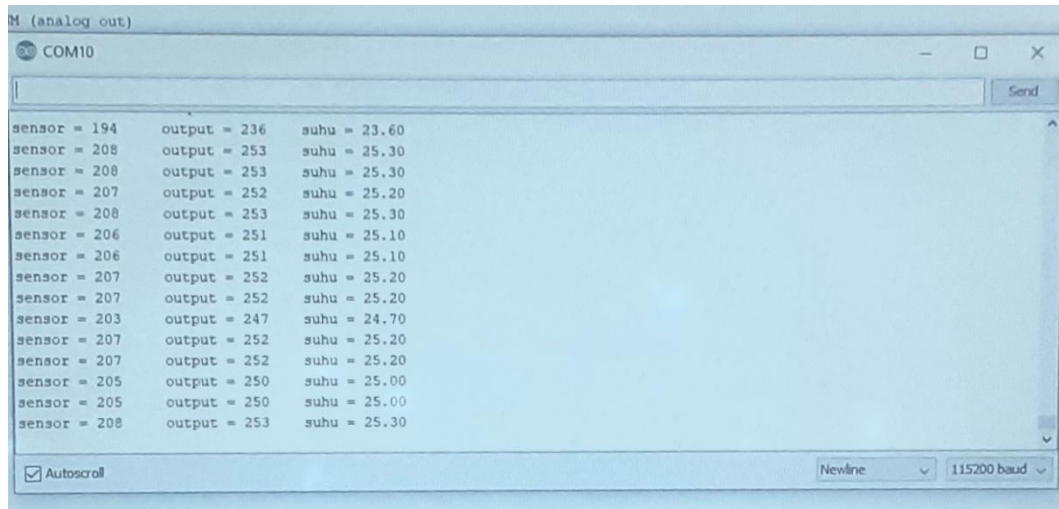 M (analog out)
COM10
Send
sensor = 194 output = 236 suhu = 23.60
sensor = 208 output = 253 suhu = 25.30
sensor = 208 output = 253 suhu = 25.30
sensor = 207 output = 252 suhu = 25.20
sensor = 208 output = 253 suhu = 25.30
sensor = 206 output = 251 suhu = 25.10
sensor = 206 output = 251 suhu = 25.10
sensor = 207 output = 252 suhu = 25.20
sensor = 207 output = 252 suhu = 25.20
sensor = 203 output = 247 suhu = 24.70
sensor = 207 output = 252 suhu = 25.20
sensor = 207 output = 252 suhu = 25.20
sensor = 205 output = 250 suhu = 25.00
sensor = 205 output = 250 suhu = 25.00
sensor = 208 output = 253 suhu = 25.30
Autoscroll Newline 115200 baud